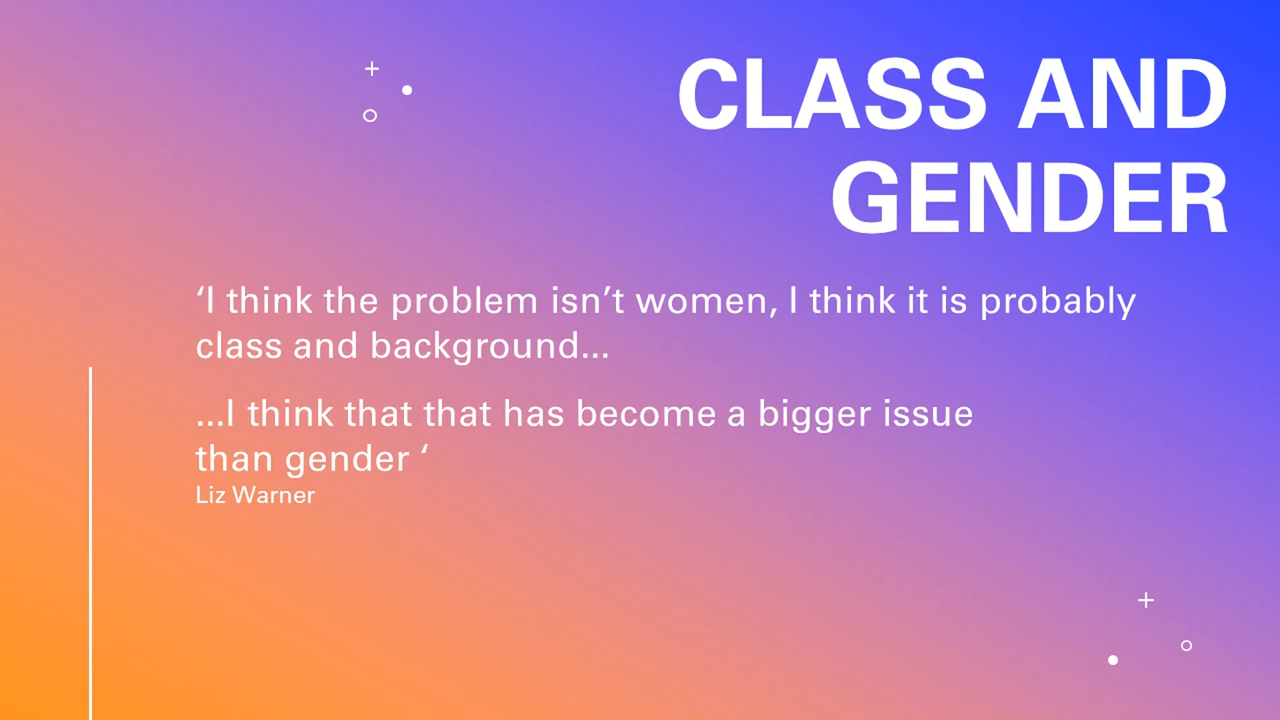 CLASS AND
GENDER
‘I think the problem isn’t women, I think it is probably
class and background...
...I think that that has become a bigger issue
than gender ‘
Liz Warner